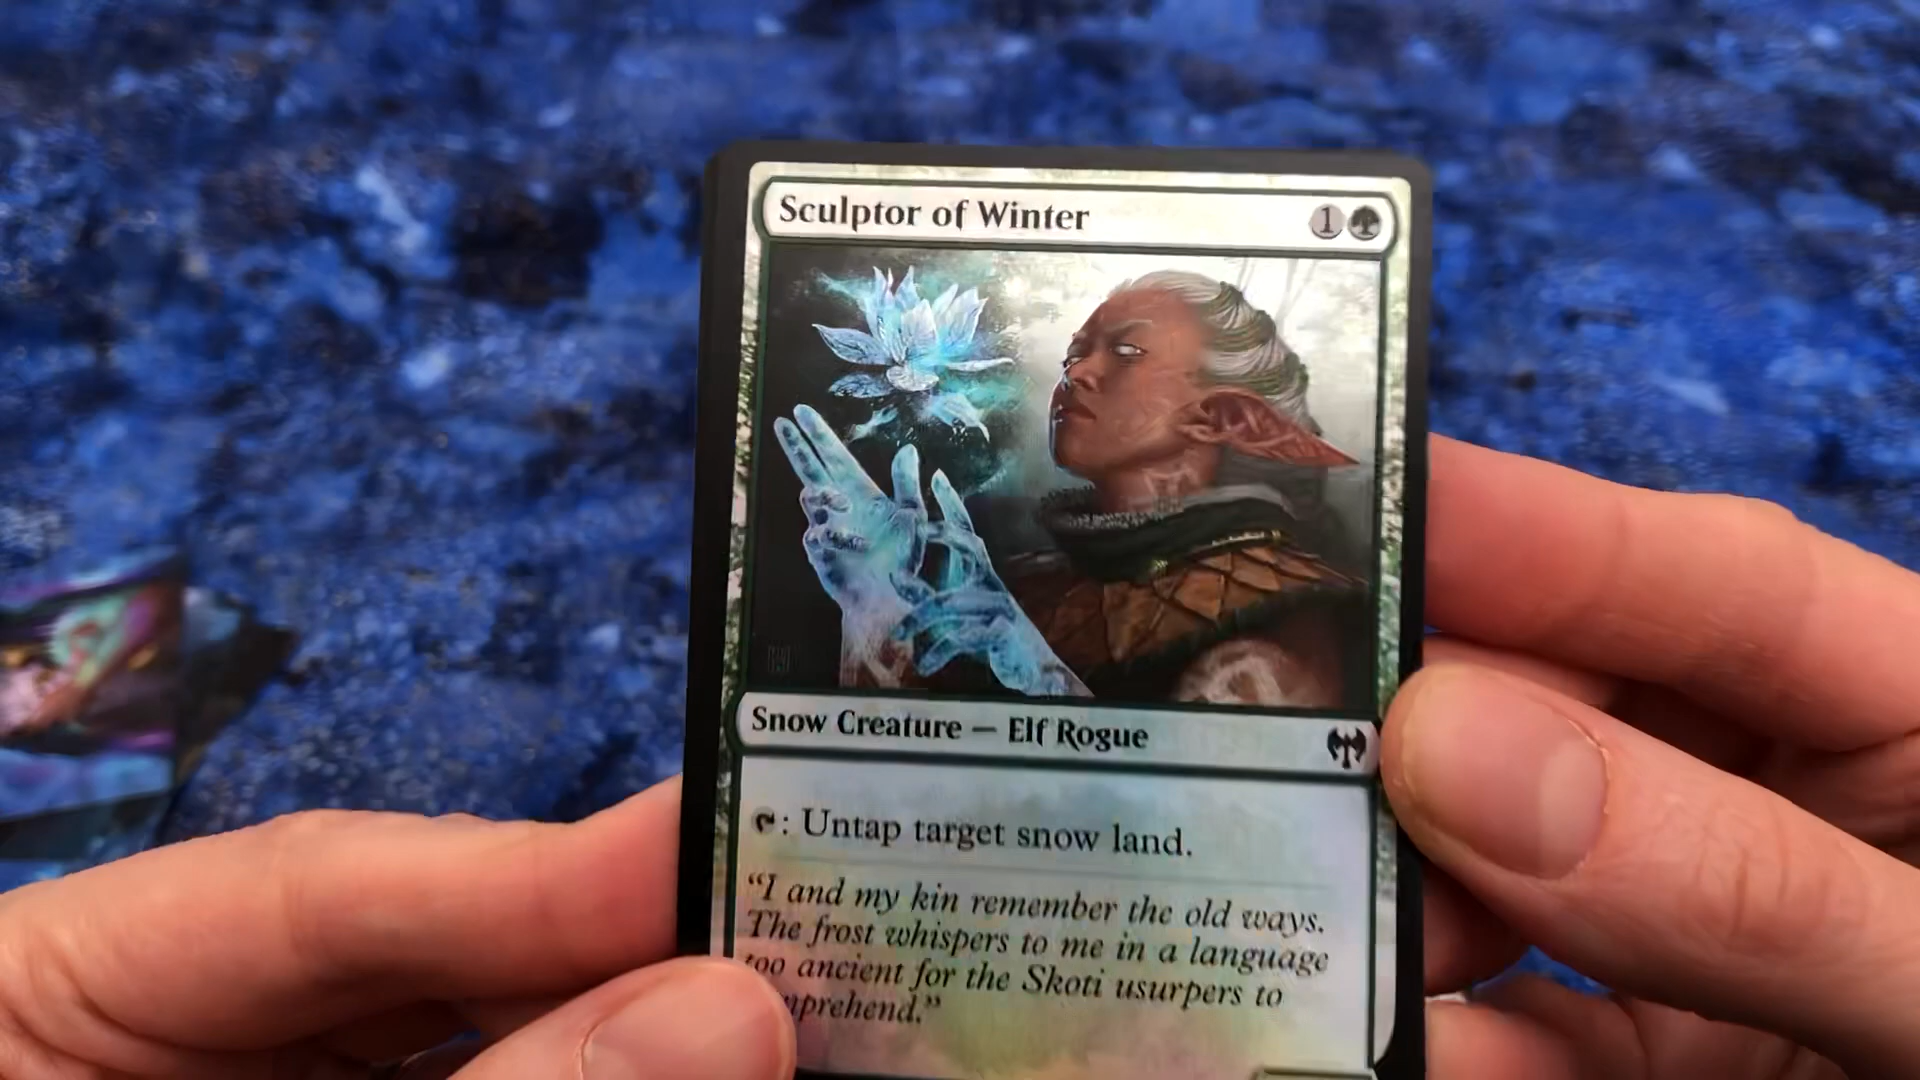 Sculptor of Winter 1
Snow Creature — Elf Rogue
: Untap target snow land.
“I and my kin remember the old ways.
The frost whispers to me in a language
too ancient for the Skoti usurpers to